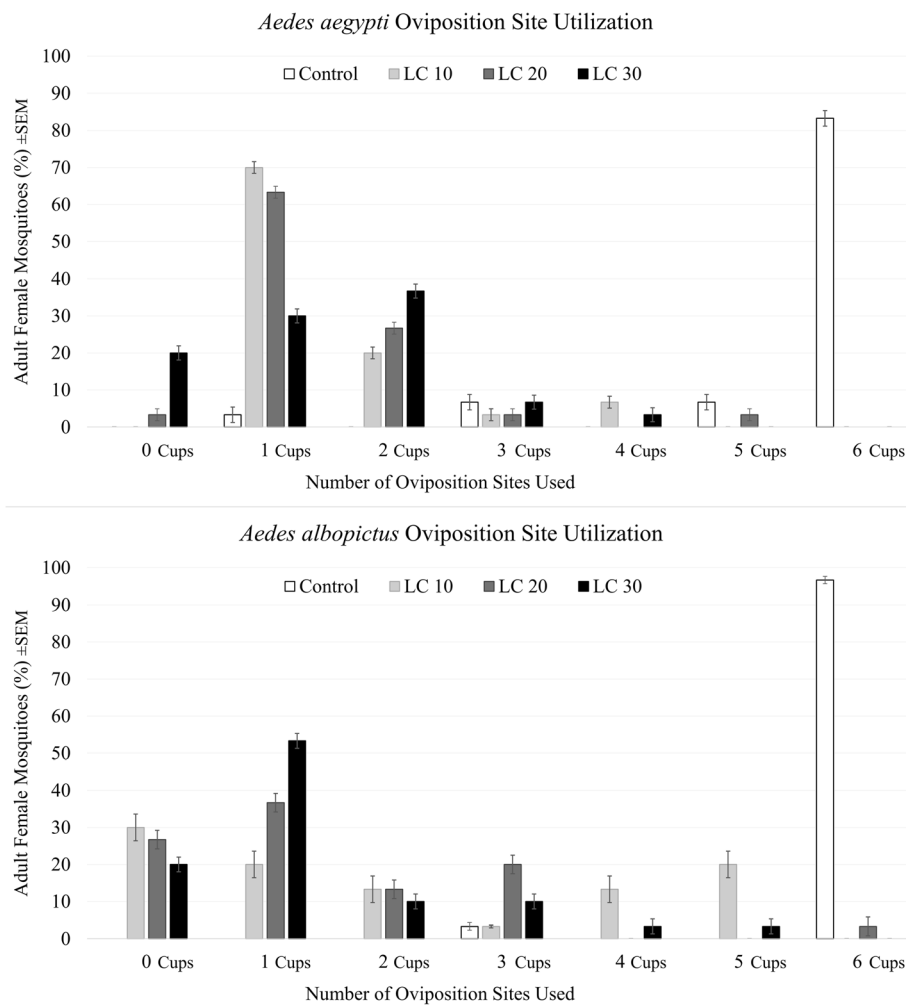 Aedes aegypti Oviposition Site Utilization
100
Control LC 10 LC 20 LC 30
90
80
70
60
50
40
30
20
10
0
Adult Female Mosquitoes (%) ±SEM
0 Cups 1 Cups 2 Cups 3 Cups 4 Cups 5 Cups 6 Cups
Number of Oviposition Sites Used
Aedes albopictus Oviposition Site Utilization
100
Control LC 10 LC 20 LC 30
90
80
70
60
50
40
30
20
10
0
Adult Female Mosquitoes (%) ±SEM
0 Cups 1 Cups 2 Cups 3 Cups 4 Cups 5 Cups 6 Cups
Number of Oviposition Sites Used